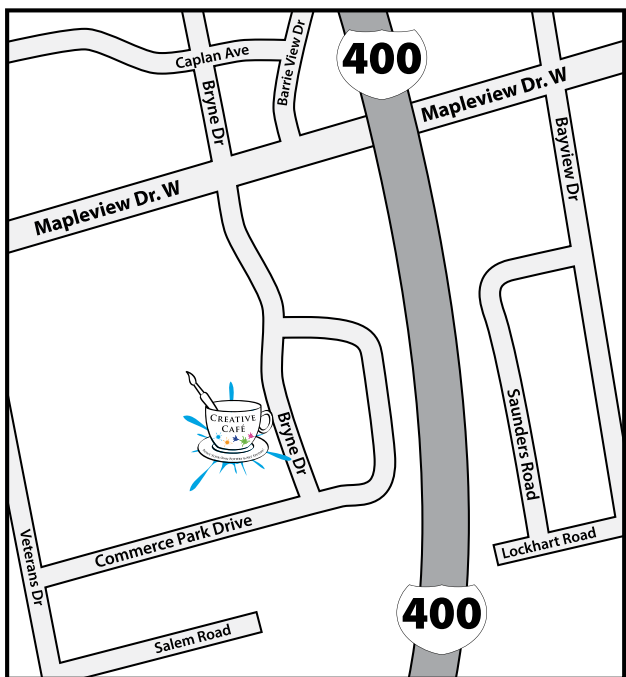 Caplan Ave
Barrie View Dr
400
Bryne Dr
Mapleview Dr. W
Bayview Dr
Mapleview Dr. W
CREATIVE
CAFÉ
Bryne Dr
Saunders Road
Veterans Dr
Commerce Park Drive
Lockhart Road
400
Salem Road